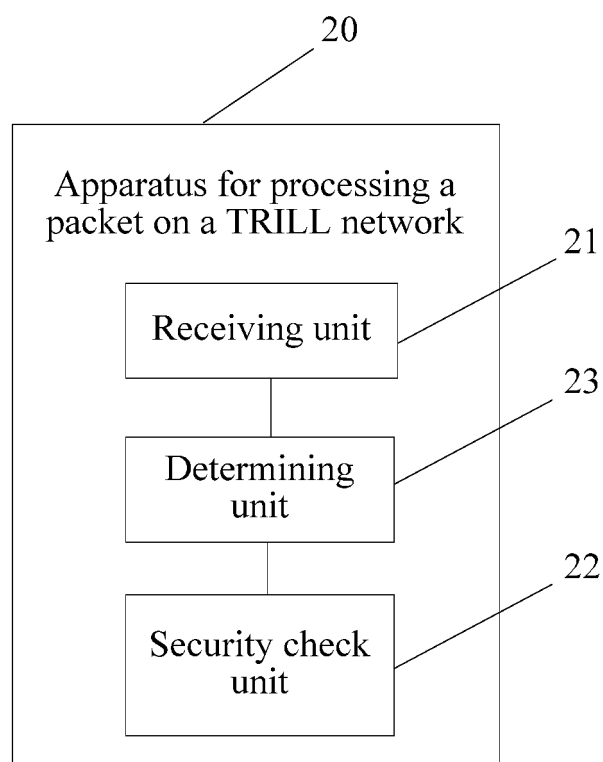 20
Apparatus for processing a
packet on a TRILL network
21
Receiving unit
23
Determining
unit
22
Security check
unit